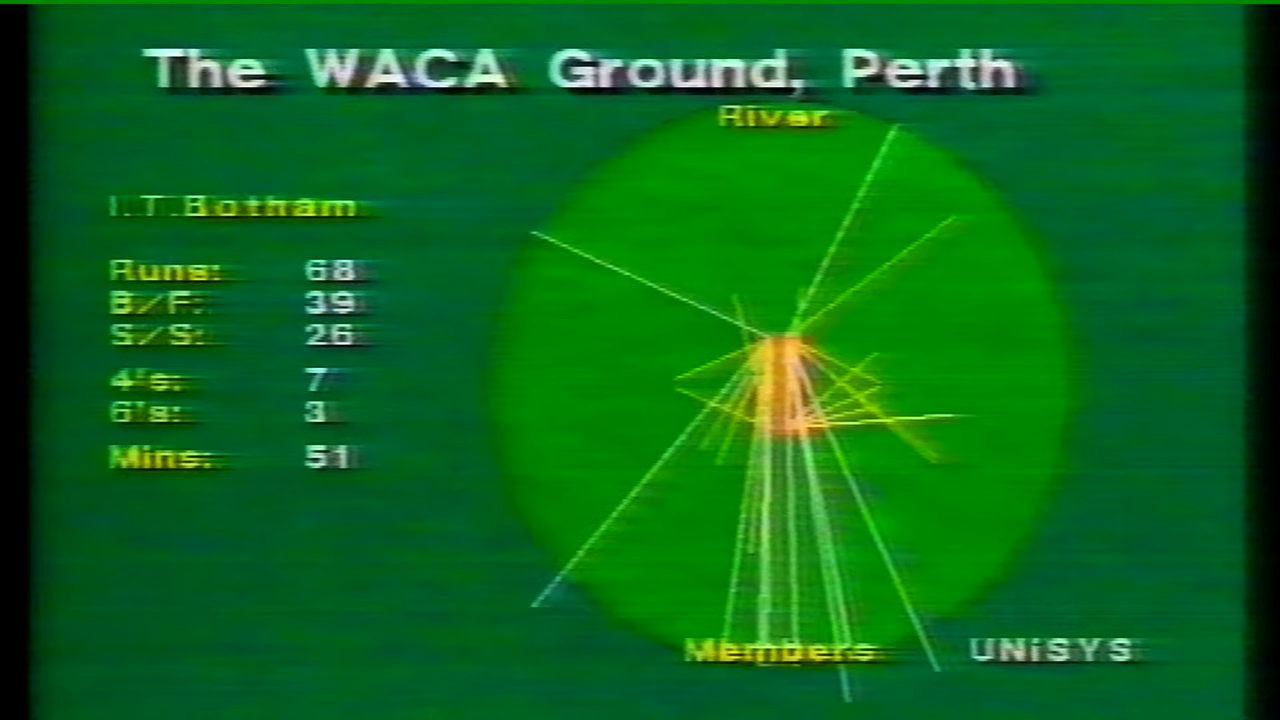 The WACA Ground, Perth
River
I.T.Botham
Runs: 68
B/F: 39
S/S: 26
4's: 7
6's: 3
Mins: 51
Members
UNiSYS